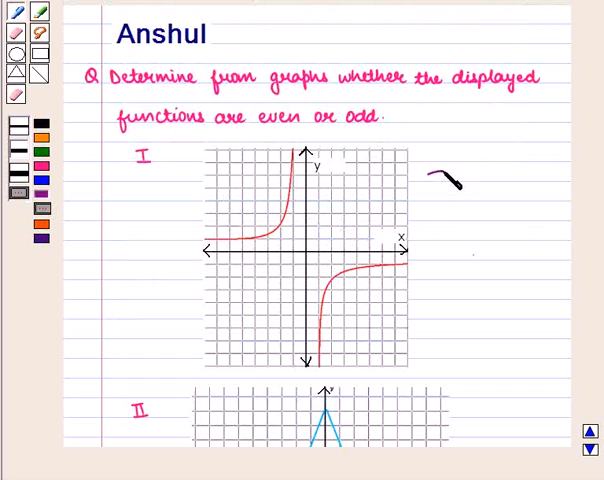 Anshul
Q Determine from graphs whether the displayed
functions are even or odd.
I
y
x
II
y